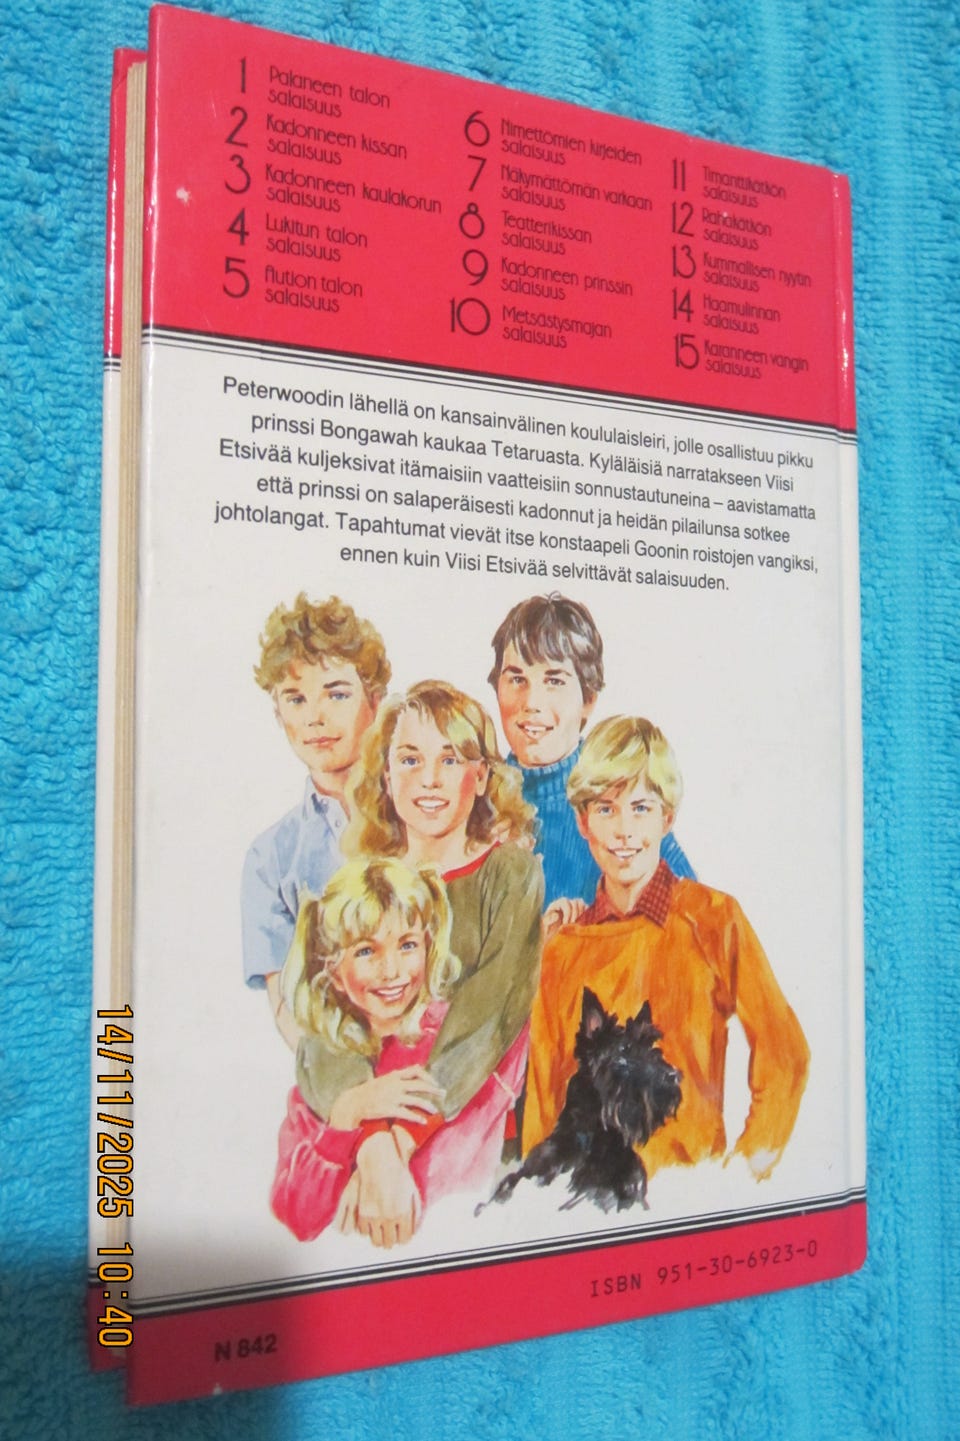 1 Palaneen talon
salaisuus
2 Kadonneen kissan
salaisuus
3 Kadonneen kaulakorun
salaisuus
4 Lukitun talon
salaisuus
5 Aution talon
salaisuus
6 Nimettömien kirjeiden
salaisuus
7 Näkymättömän varkaan
salaisuus
8 Teatterikissan
salaisuus
9 Kadonneen prinssin
salaisuus
10 Metsästysmajan
salaisuus
11 Timanttikätkön
salaisuus
12 Rahakätkön
salaisuus
13 Kummallisen nyytin
salaisuus
14 Haamulinnan
salaisuus
15 Karanneen vangin
salaisuus
Peterwoodin lähellä on kansainvälinen koululaisleiri, jolle osallistuu pikku
prinssi Bongawah kaukaa Tetaruasta. Kyläläisiä narratakseen Viisi
Etsivää kuljeksivat itämaisiin vaatteisiin sonnustautuneina – aavistamatta
että prinssi on salaperäisesti kadonnut ja heidän pilailunsa sotkee
johtolangat. Tapahtumat vievät itse konstaapeli Goonin roistojen vangiksi,
ennen kuin Viisi Etsivää selvittävät salaisuuden.
ISBN 951-30-6923-0
N 842
14/11/2025 10:40